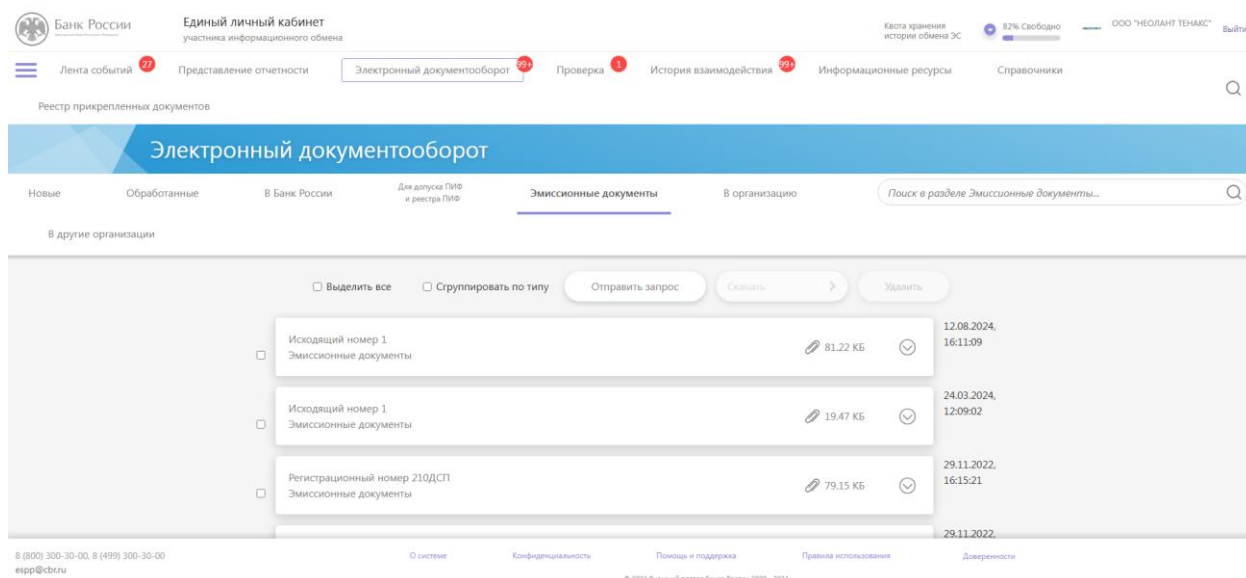 Банк России
Единый личный кабинет
участника информационного обмена
Квота хранения
истории обмена ЭС
82% Свободно
ООО "НЕОЛАНТ ТЕНАКС"
Выйти
Лента событий 27
Представление отчетности
Электронный документооборот 99+
Проверка 1
История взаимодействия 99+
Информационные ресурсы
Справочники
Реестр прикрепленных документов
Электронный документооборот
Новые
Обработанные
В Банк России
Для допуска ПИФ
и реестра ПИФ
Эмиссионные документы
В организацию
Поиск в разделе Эмиссионные документы...
В другие организации
Выделить все
Сгруппировать по типу
Отправить запрос
Скачать
Удалить
Исходящий номер 1
Эмиссионные документы
81.22 КБ
12.08.2024,
16:11:09
Исходящий номер 1
Эмиссионные документы
19.47 КБ
24.03.2024,
12:09:02
Регистрационный номер 210ДСП
Эмиссионные документы
79.15 КБ
29.11.2022,
16:15:21
29.11.2022,
8 (800) 300-30-00, 8 (499) 300-30-00
espp@cbr.ru
О системе
Конфиденциальность
Помощь и поддержка
Правила использования
Доверенности